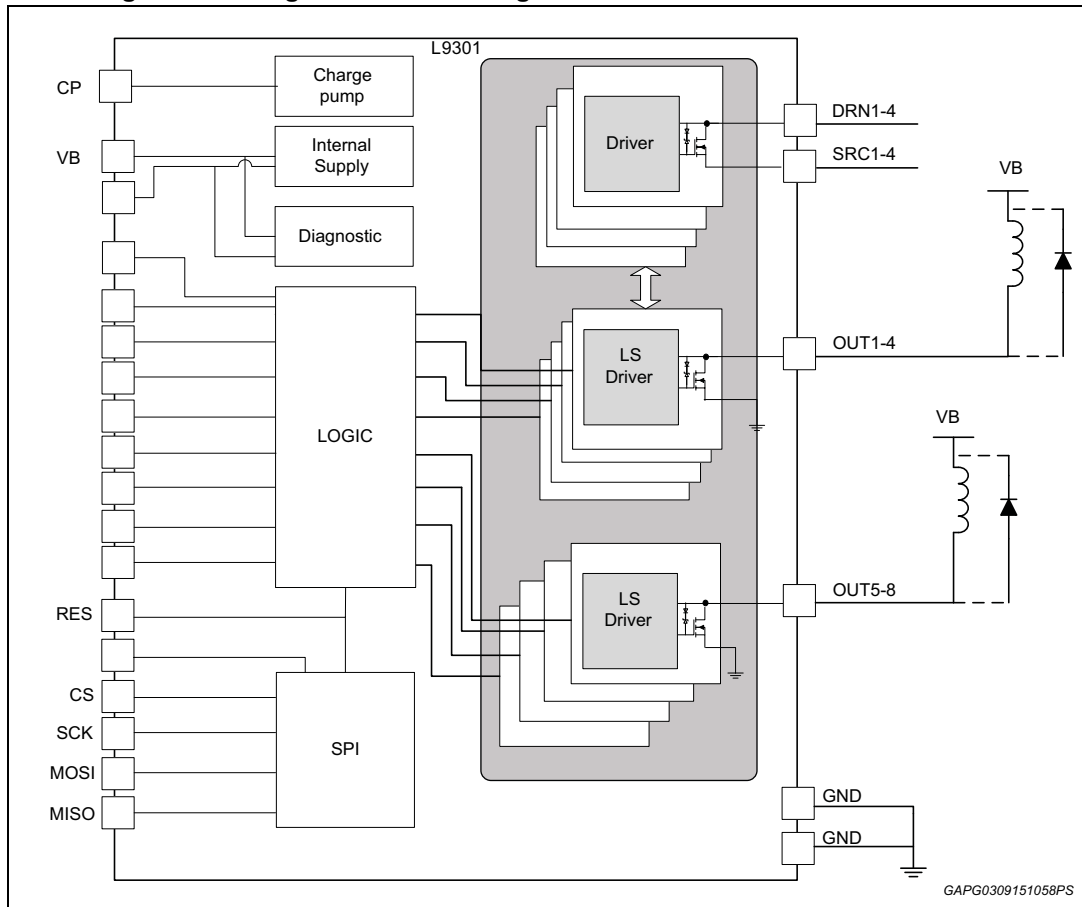 L9301
CP
Charge
pump
VB
Internal
Supply
Diagnostic
Driver
DRN1-4
SRC1-4
VB
LS
Driver
OUT1-4
LOGIC
VB
LS
Driver
OUT5-8
RES
CS
SCK
MOSI
MISO
SPI
GND
GND
GAPG0309151058PS